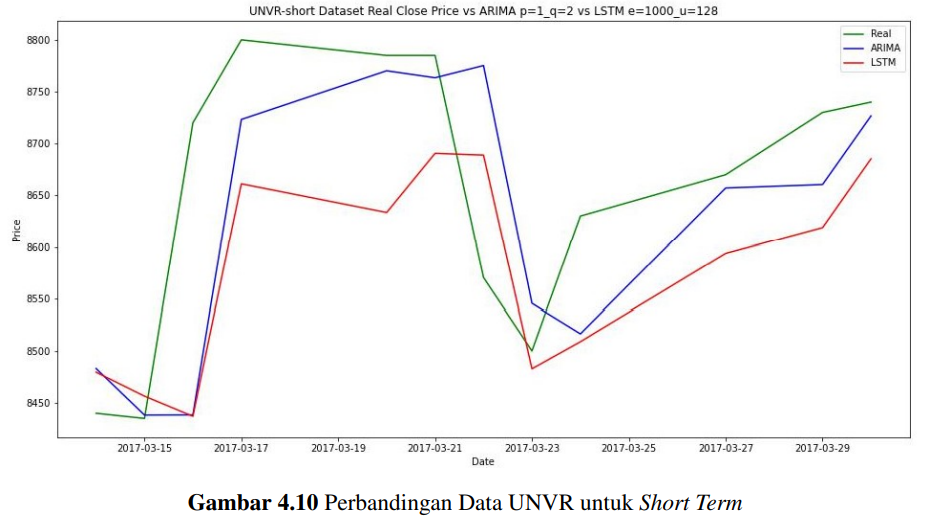 UNVR-short Dataset Real Close Price vs ARIMA p=1_q=2 vs LSTM e=1000_u=128
Real
ARIMA
LSTM
8800
8750
8700
8650
8600
8550
8500
8450
Price
2017-03-15 2017-03-17 2017-03-19 2017-03-21 2017-03-23 2017-03-25 2017-03-27 2017-03-29
Date
Gambar 4.10 Perbandingan Data UNVR untuk Short Term